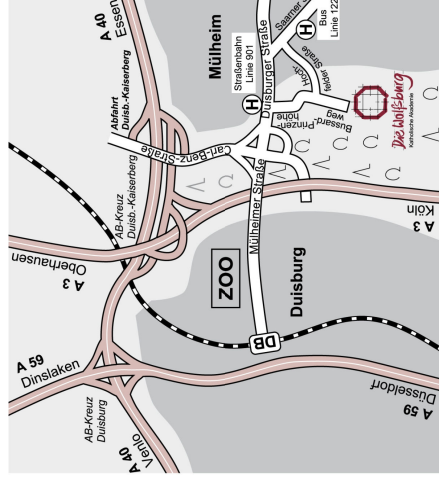 A 40
Essen
Mülheim
Straßenbahn
Linie 901
H
Saarner S
H
Bus
Linie 122
Duisburger Straße
Abfahrt
Duisb.-Kaiserberg
AB-Kreuz
Duisb.-Kaiserberg
Carl-Benz-Straße
Hoch-
felder Straße
Prinzen-
höhe
Bussard-
weg
Die Wolfsburg
Katholische Akademie
Oberhausen
A 3
ZOO
Mülheimer Straße
Duisburg
DB
Köln
A 3
A 59
Dinslaken
AB-Kreuz
Duisburg
Venlo
A 40
Düsseldorf
A 59